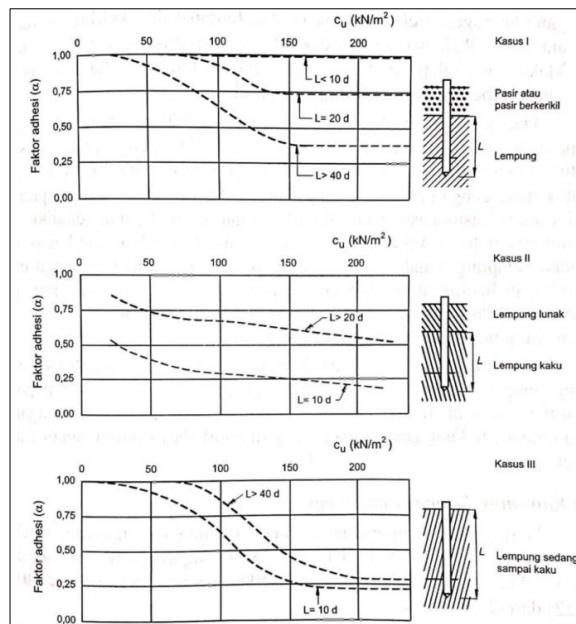 c_u (kN/m²)
Kasus I
0 50 100 150 200
1,00
0,75
0,50
0,25
0,00
Faktor adhesi (α)
L< 10 d
L= 20 d
L> 40 d
Pasir atau
pasir berkerikil
L
Lempung
c_u (kN/m²)
Kasus II
0 50 100 150 200
1,00
0,75
0,50
0,25
0,00
Faktor adhesi (α)
L> 20 d
L= 10 d
Lempung lunak
L
Lempung kaku
c_u (kN/m²)
Kasus III
0 50 100 150 200
1,00
0,75
0,50
0,25
0,00
Faktor adhesi (α)
L> 40 d
L= 10 d
L
Lempung sedang
sampai kaku